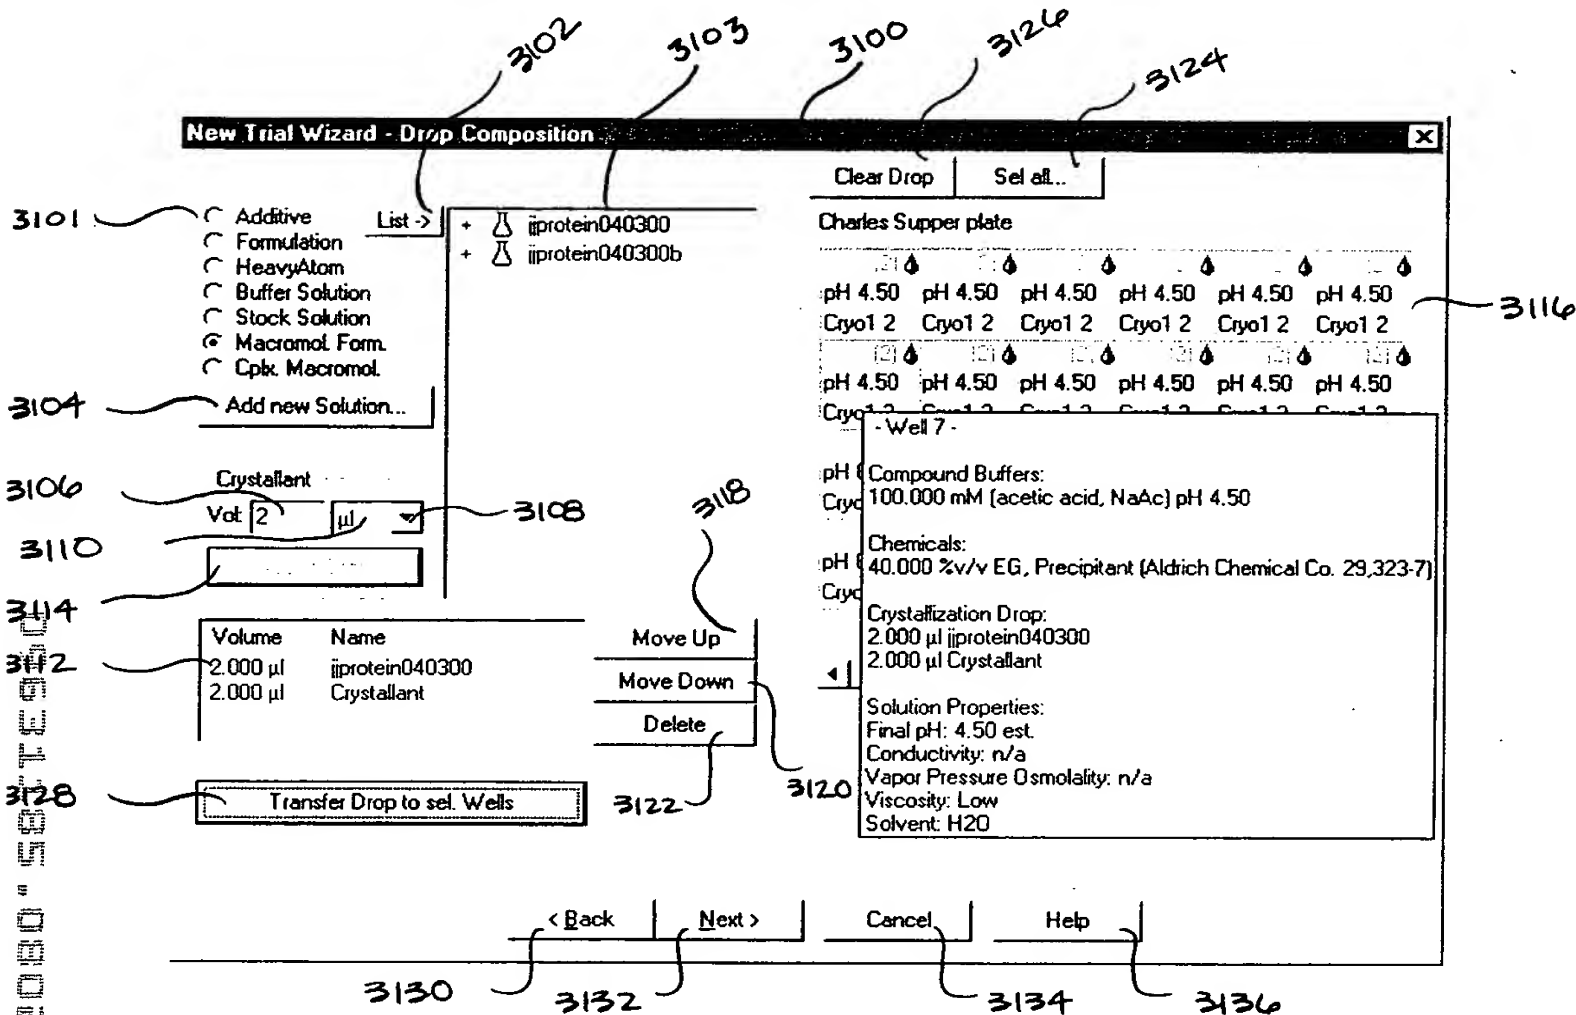 3102 3103 3100 3126 3124
New Trial Wizard - Drop Composition
Clear Drop Sel all...
3101
Additive
List ->
Formulation
HeavyAtom
Buffer Solution
Stock Solution
Macromol. Form.
Cplx. Macromol.
+ jjprotein040300
+ jjprotein040300b
Charles Supper plate
pH 4.50 pH 4.50 pH 4.50 pH 4.50 pH 4.50 pH 4.50
Cryo1 2 Cryo1 2 Cryo1 2 Cryo1 2 Cryo1 2 Cryo1 2
3116
pH 4.50 pH 4.50 pH 4.50 pH 4.50 pH 4.50 pH 4.50
3104
Add new Solution...
3106
Crystallant
Vol: 2 µl
3108
3110
3114
3118
- Well 7 -
Compound Buffers:
100.000 mM (acetic acid, NaAc) pH 4.50
Chemicals:
40.000 %v/v EG, Precipitant (Aldrich Chemical Co. 29,323-7)
Crystallization Drop:
2.000 µl jjprotein040300
2.000 µl Crystallant
Solution Properties:
Final pH: 4.50 est.
Conductivity: n/a
Vapor Pressure Osmolality: n/a
Viscosity: Low
Solvent: H2O
3112
Volume Name
2.000 µl jjprotein040300
2.000 µl Crystallant
Move Up
Move Down
Delete
3120
3122
3128
Transfer Drop to sel. Wells
< Back Next > Cancel Help
3130 3132 3134 3136